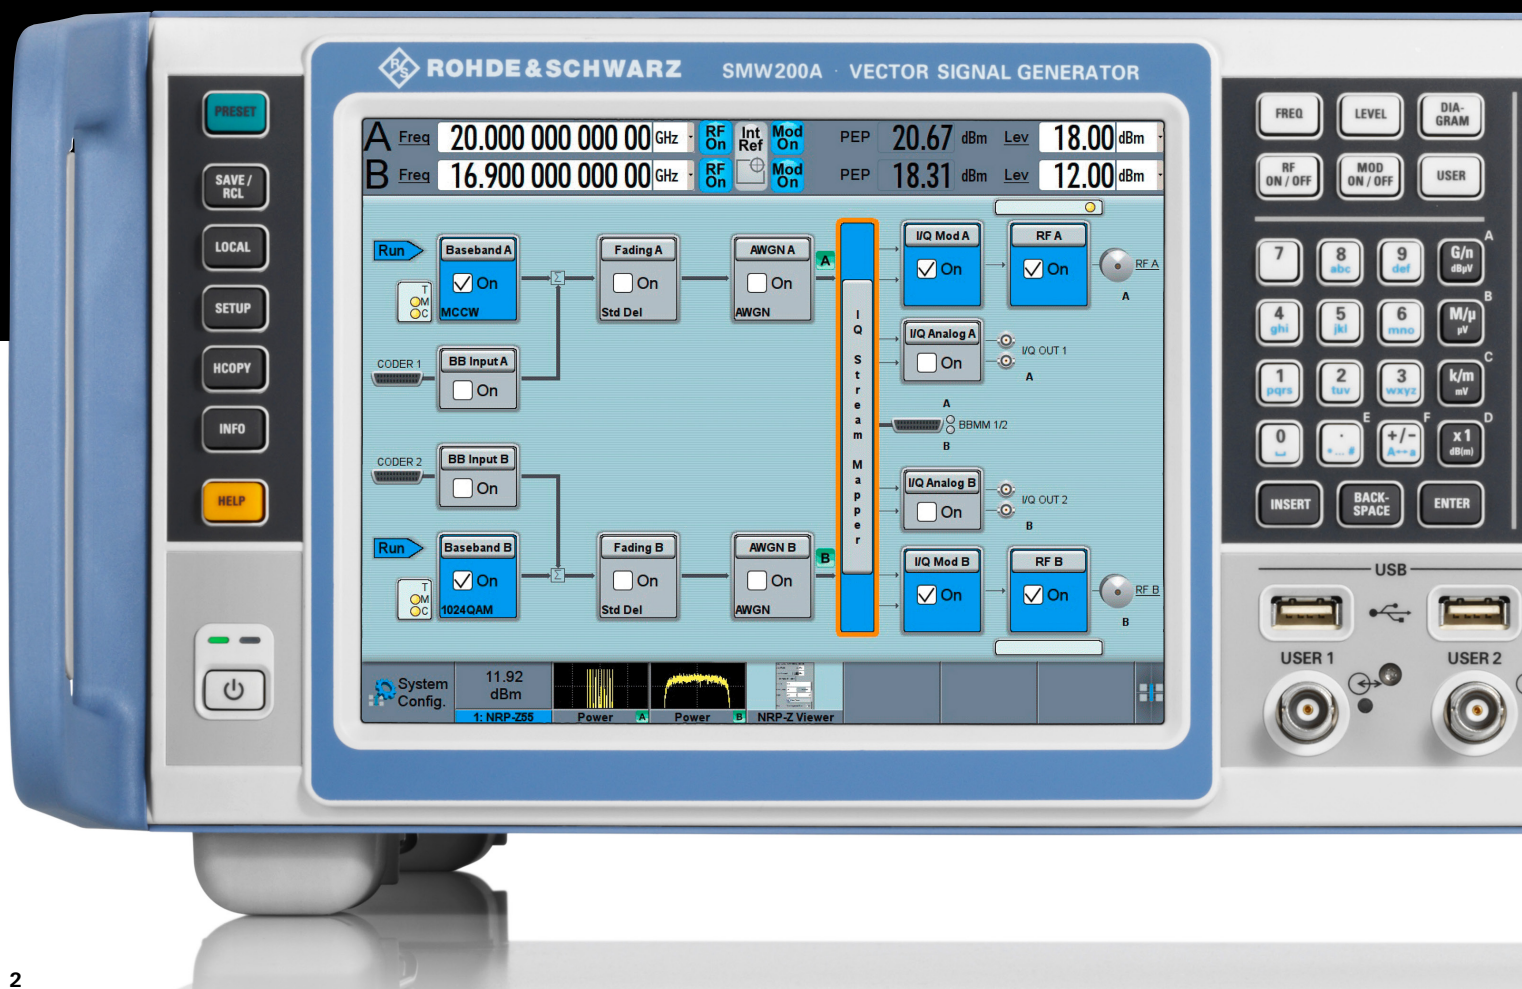 ROHDE & SCHWARZ
SMW200A · VECTOR SIGNAL GENERATOR
PRESET
SAVE /
RCL
LOCAL
SETUP
HCOPY
INFO
HELP
A Freq 20.000 000 000 00 GHz RF On Int Ref Mod On PEP 20.67 dBm Lev 18.00 dBm
B Freq 16.900 000 000 00 GHz RF On Mod On PEP 18.31 dBm Lev 12.00 dBm
Run
Baseband A
On
MCCW
T
M
C
Fading A
On
Std Del
AWGN A
On
AWGN
A
I/Q Mod A
On
RF A
On
RF A
A
CODER 1
BB Input A
On
Σ
I/Q Analog A
On
I/Q OUT 1
A
IQ Stream Mapper
A
BBMM 1/2
B
CODER 2
BB Input B
On
I/Q Analog B
On
I/Q OUT 2
B
Run
Baseband B
On
1024QAM
T
M
C
Σ
Fading B
On
Std Del
AWGN B
On
AWGN
B
I/Q Mod B
On
RF B
On
RF B
B
System
Config.
11.92
dBm
1: NRP-Z55
Power A
Power B
NRP-Z Viewer
FREQ
LEVEL
DIA-
GRAM
RF
ON / OFF
MOD
ON / OFF
USER
7
8
abc
9
def
G/n
dBµV
A
4
ghi
5
jkl
6
mno
M/µ
µV
B
1
pqrs
2
tuv
3
wxyz
k/m
mV
C
0
.
* ... #
E
+/-
A↔a
F
x1
dB(m)
D
INSERT
BACK-
SPACE
ENTER
USB
USER 1
USER 2
2